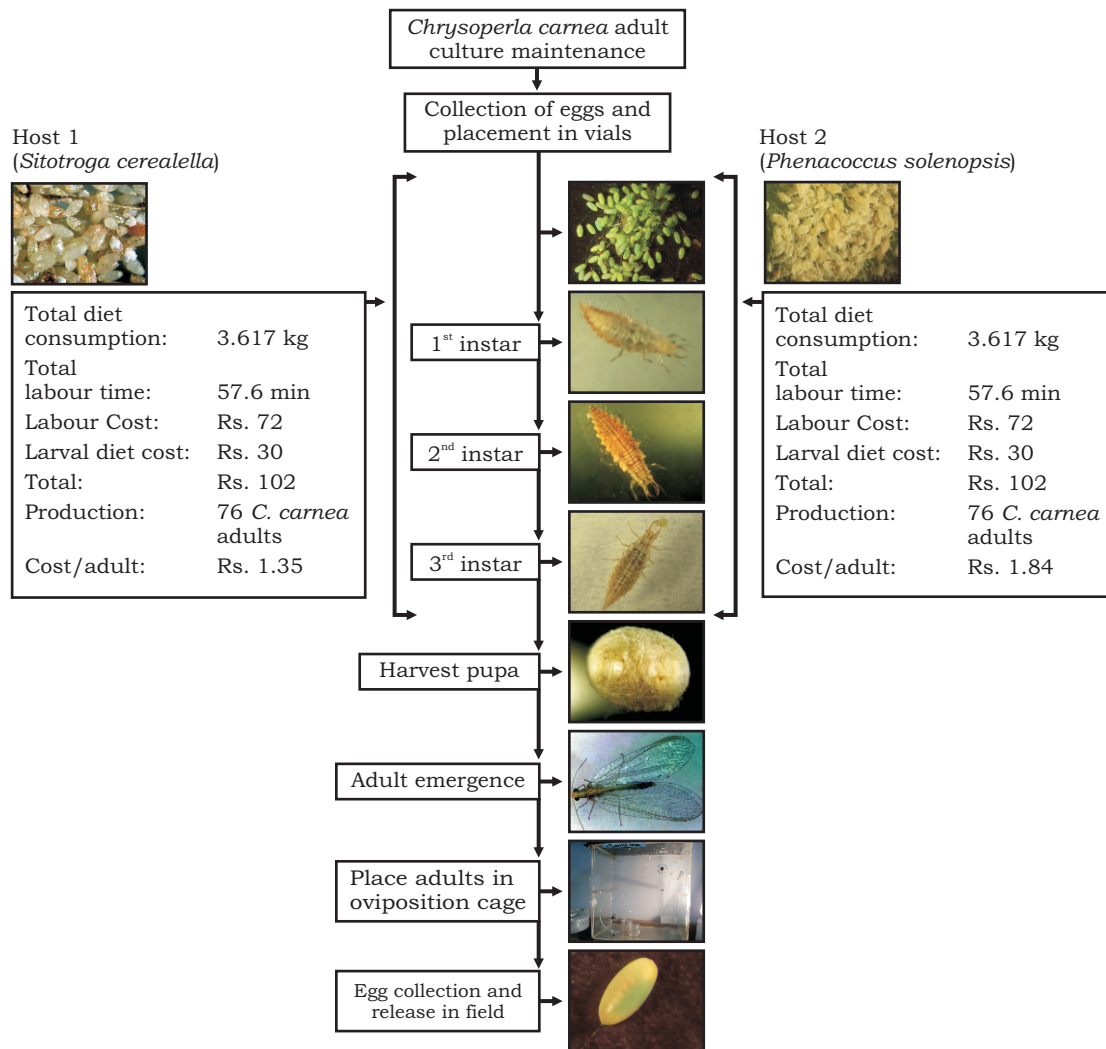 Chrysoperla carnea adult
culture maintenance
Collection of eggs and
placement in vials
Host 1
(Sitotroga cerealella)
Host 2
(Phenacoccus solenopsis)
Total diet
consumption: 3.617 kg
Total
labour time: 57.6 min
Labour Cost: Rs. 72
Larval diet cost: Rs. 30
Total: Rs. 102
Production: 76 C. carnea
adults
Cost/adult: Rs. 1.35
1st instar
2nd instar
3rd instar
Total diet
consumption: 3.617 kg
Total
labour time: 57.6 min
Labour Cost: Rs. 72
Larval diet cost: Rs. 30
Total: Rs. 102
Production: 76 C. carnea
adults
Cost/adult: Rs. 1.84
Harvest pupa
Adult emergence
Place adults in
oviposition cage
Egg collection and
release in field